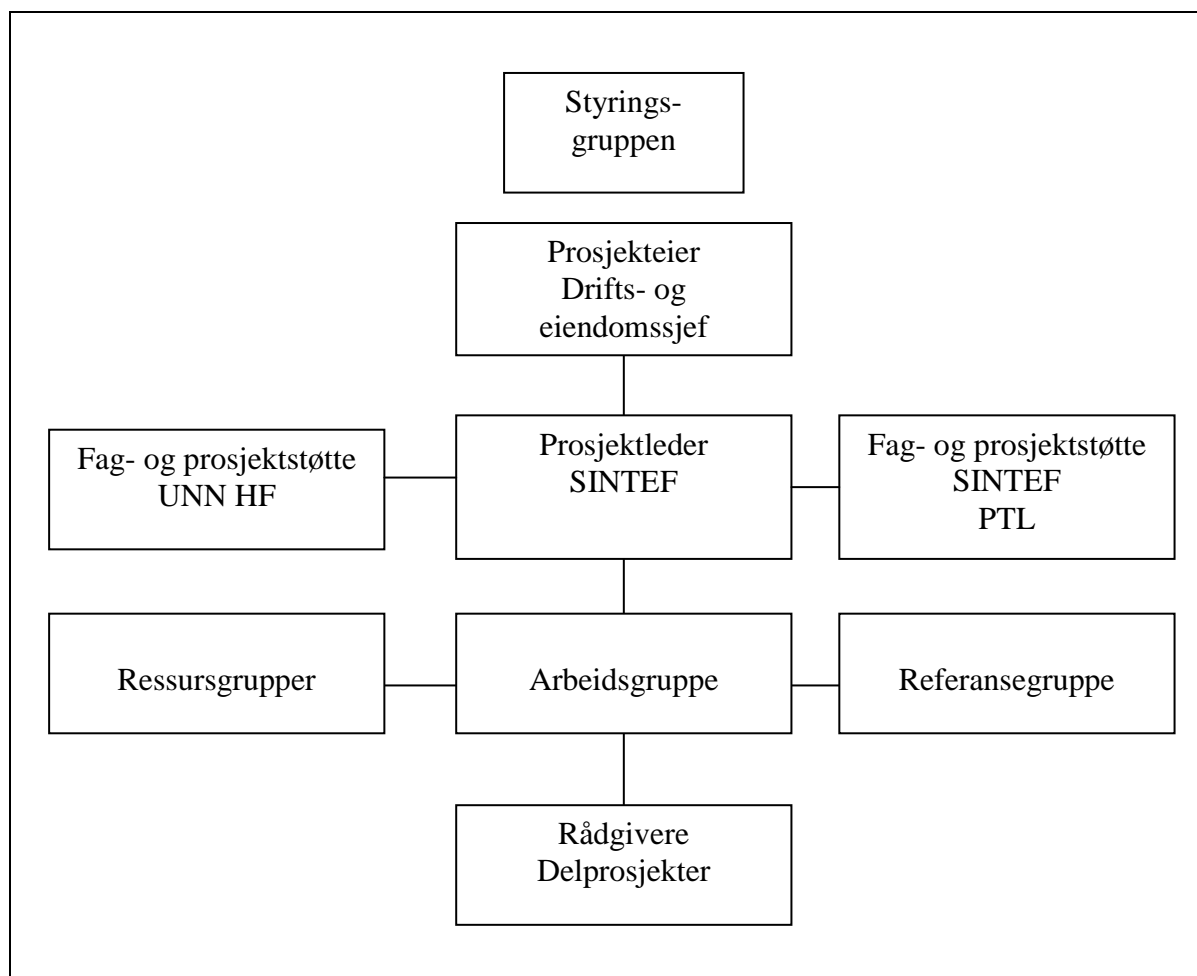 Styrings-
gruppen
Prosjekteier
Drifts- og
eiendomssjef
Fag- og prosjektstøtte
UNN HF
Prosjektleder
SINTEF
Fag- og prosjektstøtte
SINTEF
PTL
Ressursgrupper
Arbeidsgruppe
Referansegruppe
Rådgivere
Delprosjekter